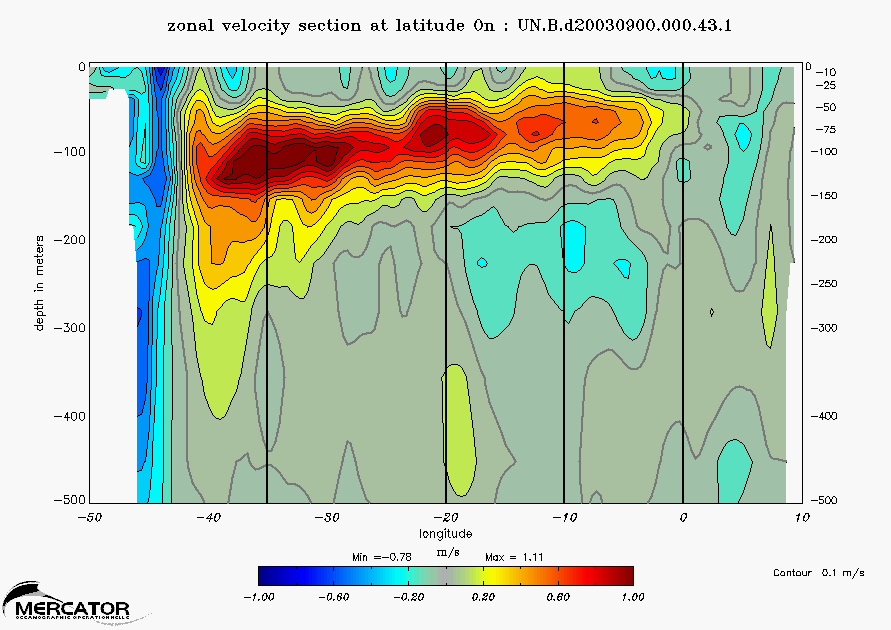 zonal velocity section at latitude 0n : UN.B.d20030900.000.43.1
0
−100
−200
−300
−400
−500
depth in meters
0
−10
−25
−50
−75
−100
−150
−200
−250
−300
−400
−500
−50 −40 −30 −20 −10 0 10
longitude
Min =−0.78 m/s Max = 1.11
−1.00 −0.60 −0.20 0.20 0.60 1.00
Contour 0.1 m/s
MERCATOR
OCEANOGRAPHIE OPERATIONNELLE